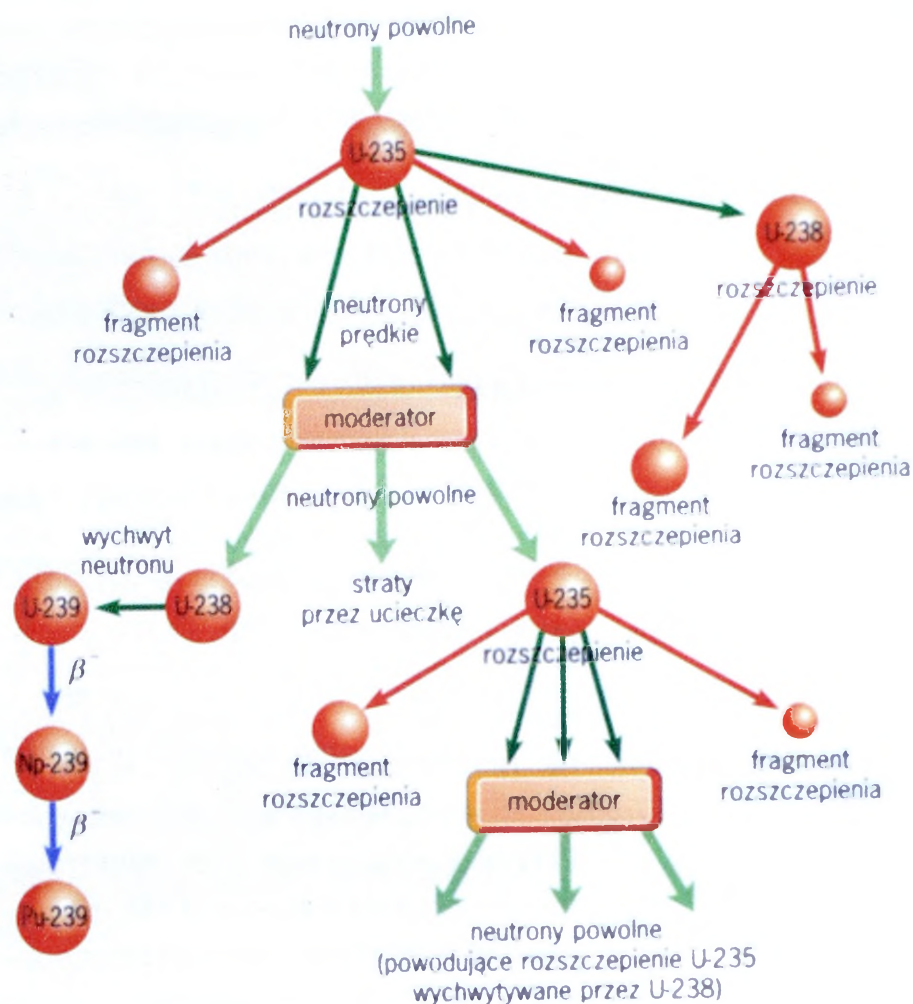 neutrony powolne
U-235
rozszczepienie
U-238
rozszczepienie
fragment
rozszczepienia
neutrony
prędkie
fragment
rozszczepienia
moderator
fragment
rozszczepienia
fragment
rozszczepienia
neutrony powolne
wychwyt
neutronu
straty
przez ucieczkę
U-239
U-238
U-235
rozszczepienie
β⁻
Np-239
fragment
rozszczepienia
fragment
rozszczepienia
moderator
β⁻
Pu-239
neutrony powolne
(powodujące rozszczepienie U-235
wychwytywane przez U-238)